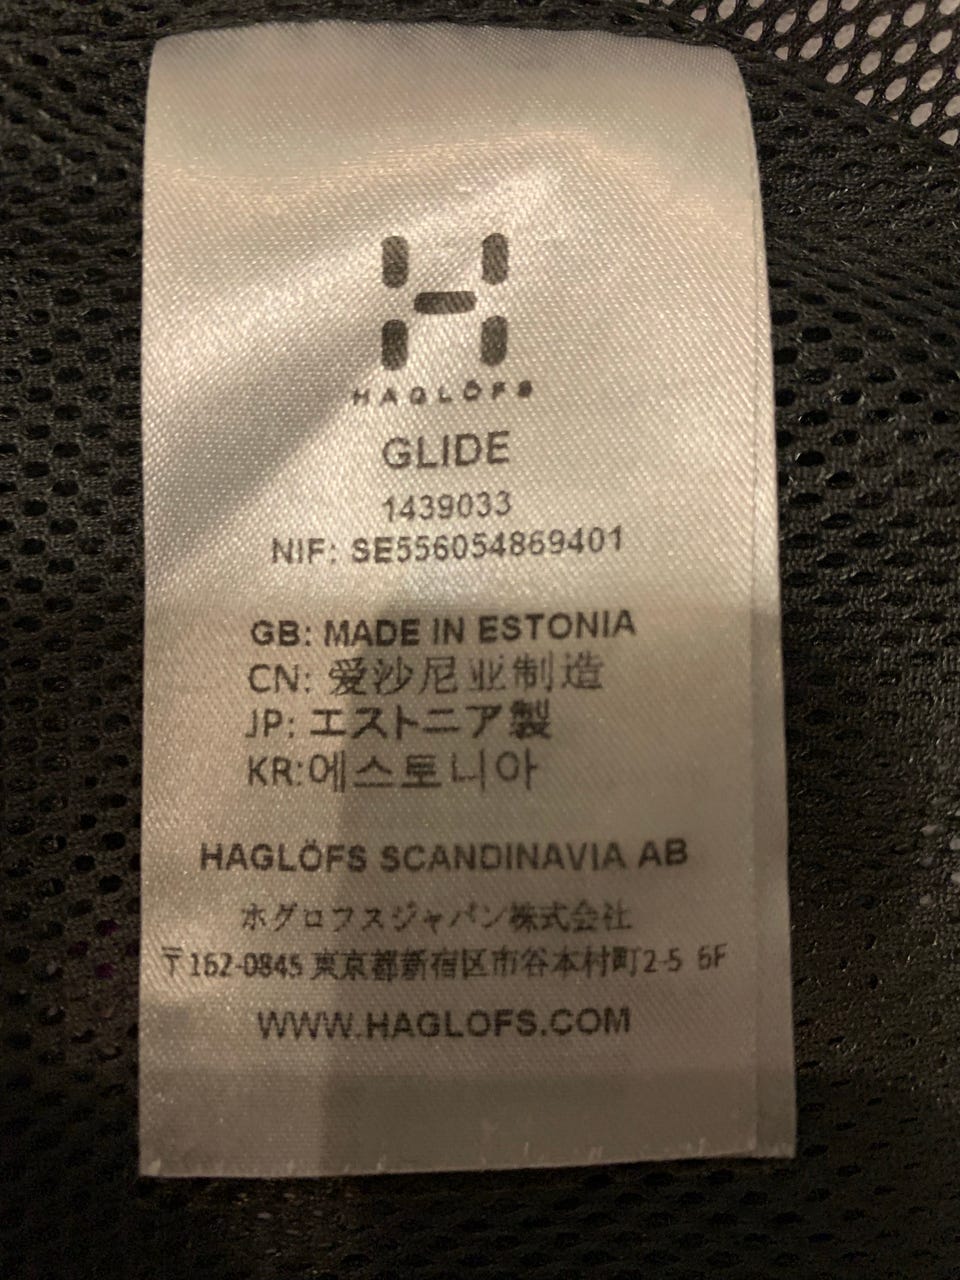 HAGLÖFS
GLIDE
1439033
NIF: SE556054869401
GB: MADE IN ESTONIA
CN: 爱沙尼亚制造
JP: エストニア製
KR:에스토니아
HAGLÖFS SCANDINAVIA AB
ホグロフスジャパン株式会社
〒162-0845 東京都新宿区市谷本村町2-5 6F
WWW.HAGLOFS.COM